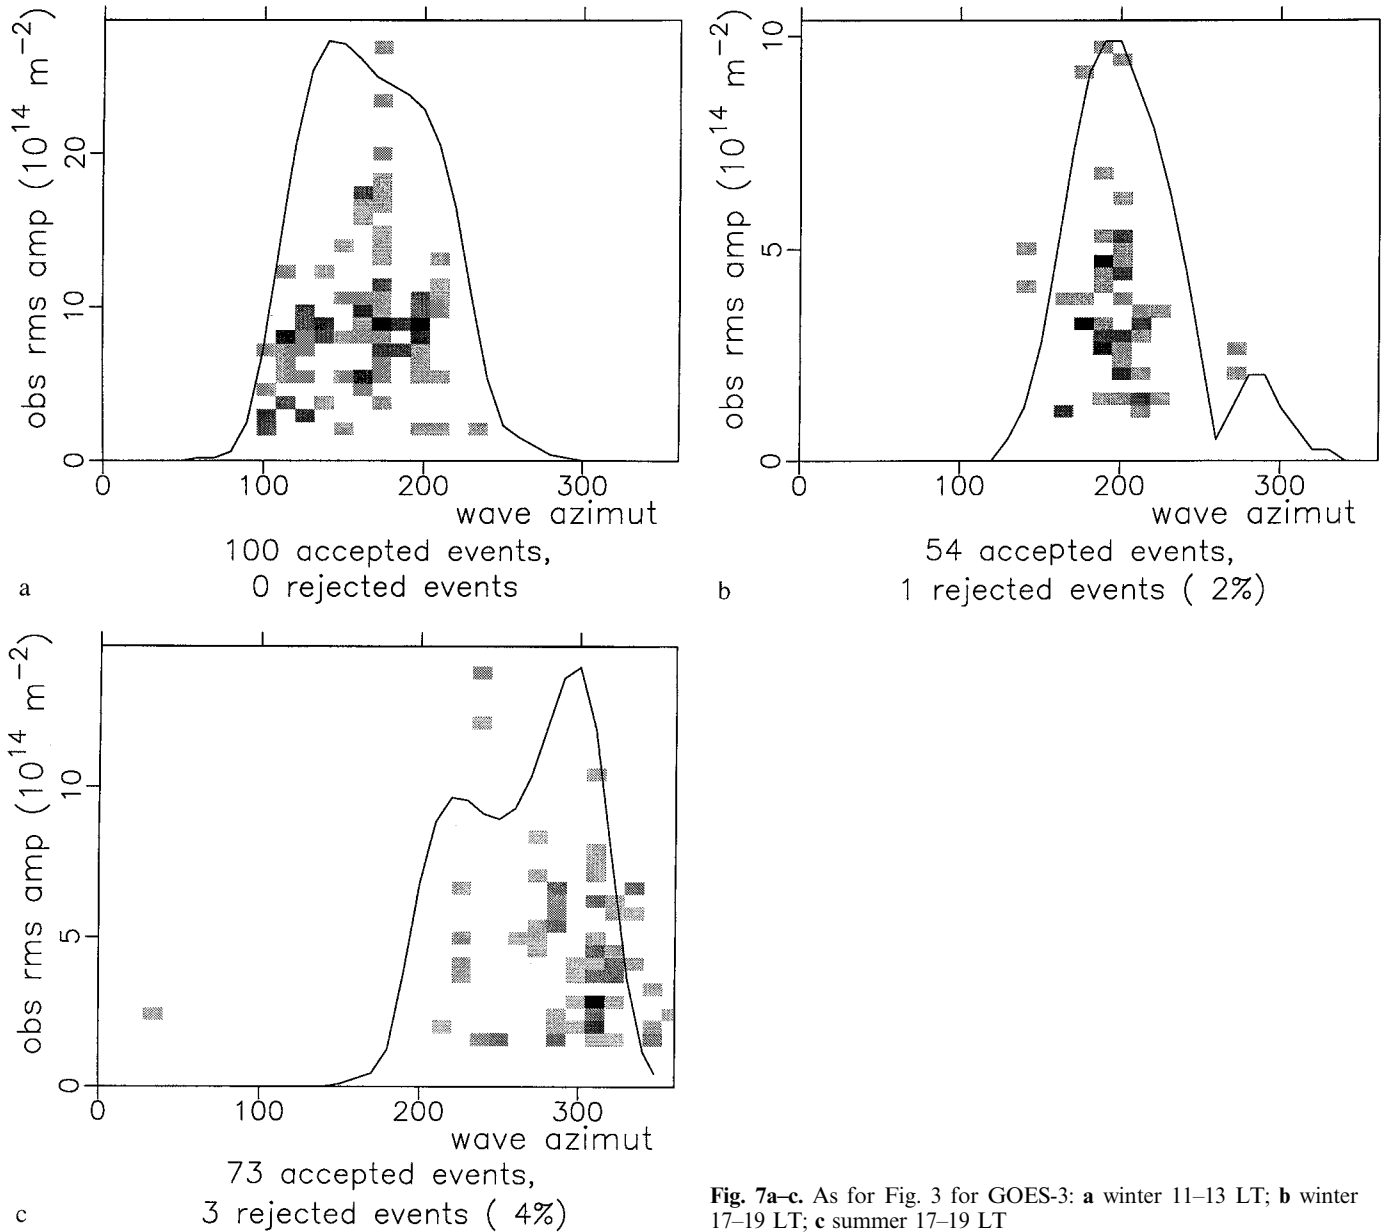 obs rms amp (10^14 m^-2)
20
10
0
0 100 200 300
wave azimut
100 accepted events,
0 rejected events
a
obs rms amp (10^14 m^-2)
10
5
0
0 100 200 300
wave azimut
54 accepted events,
1 rejected events ( 2%)
b
obs rms amp (10^14 m^-2)
10
5
0
0 100 200 300
wave azimut
73 accepted events,
3 rejected events ( 4%)
c
Fig. 7a–c. As for Fig. 3 for GOES-3: a winter 11–13 LT; b winter
17–19 LT; c summer 17–19 LT